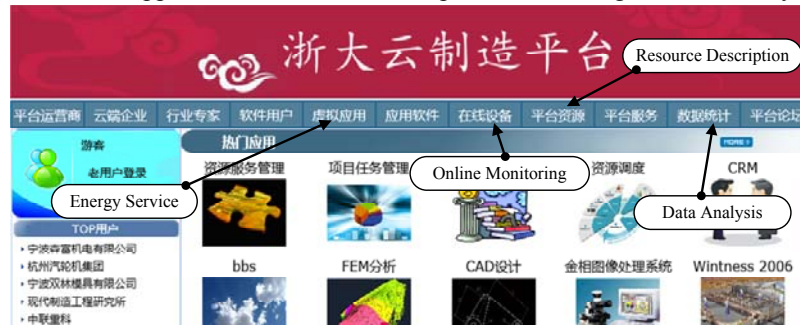 浙大云制造平台
Resource Description
平台运营商 云端企业 行业专家 软件用户 虚拟应用 应用软件 在线设备 平台资源 平台服务 数据统计 平台论坛
游客
老用户登录
热门应用
MORE
资源服务管理 项目任务管理 资源调度 CRM
Energy Service
Online Monitoring
Data Analysis
TOP用户
宁波弈富机电有限公司
杭州汽轮机集团
宁波双林模具有限公司
现代制造工程研究所
中联重科
bbs FEM分析 CAD设计 金相图像处理系统 Wintness 2006